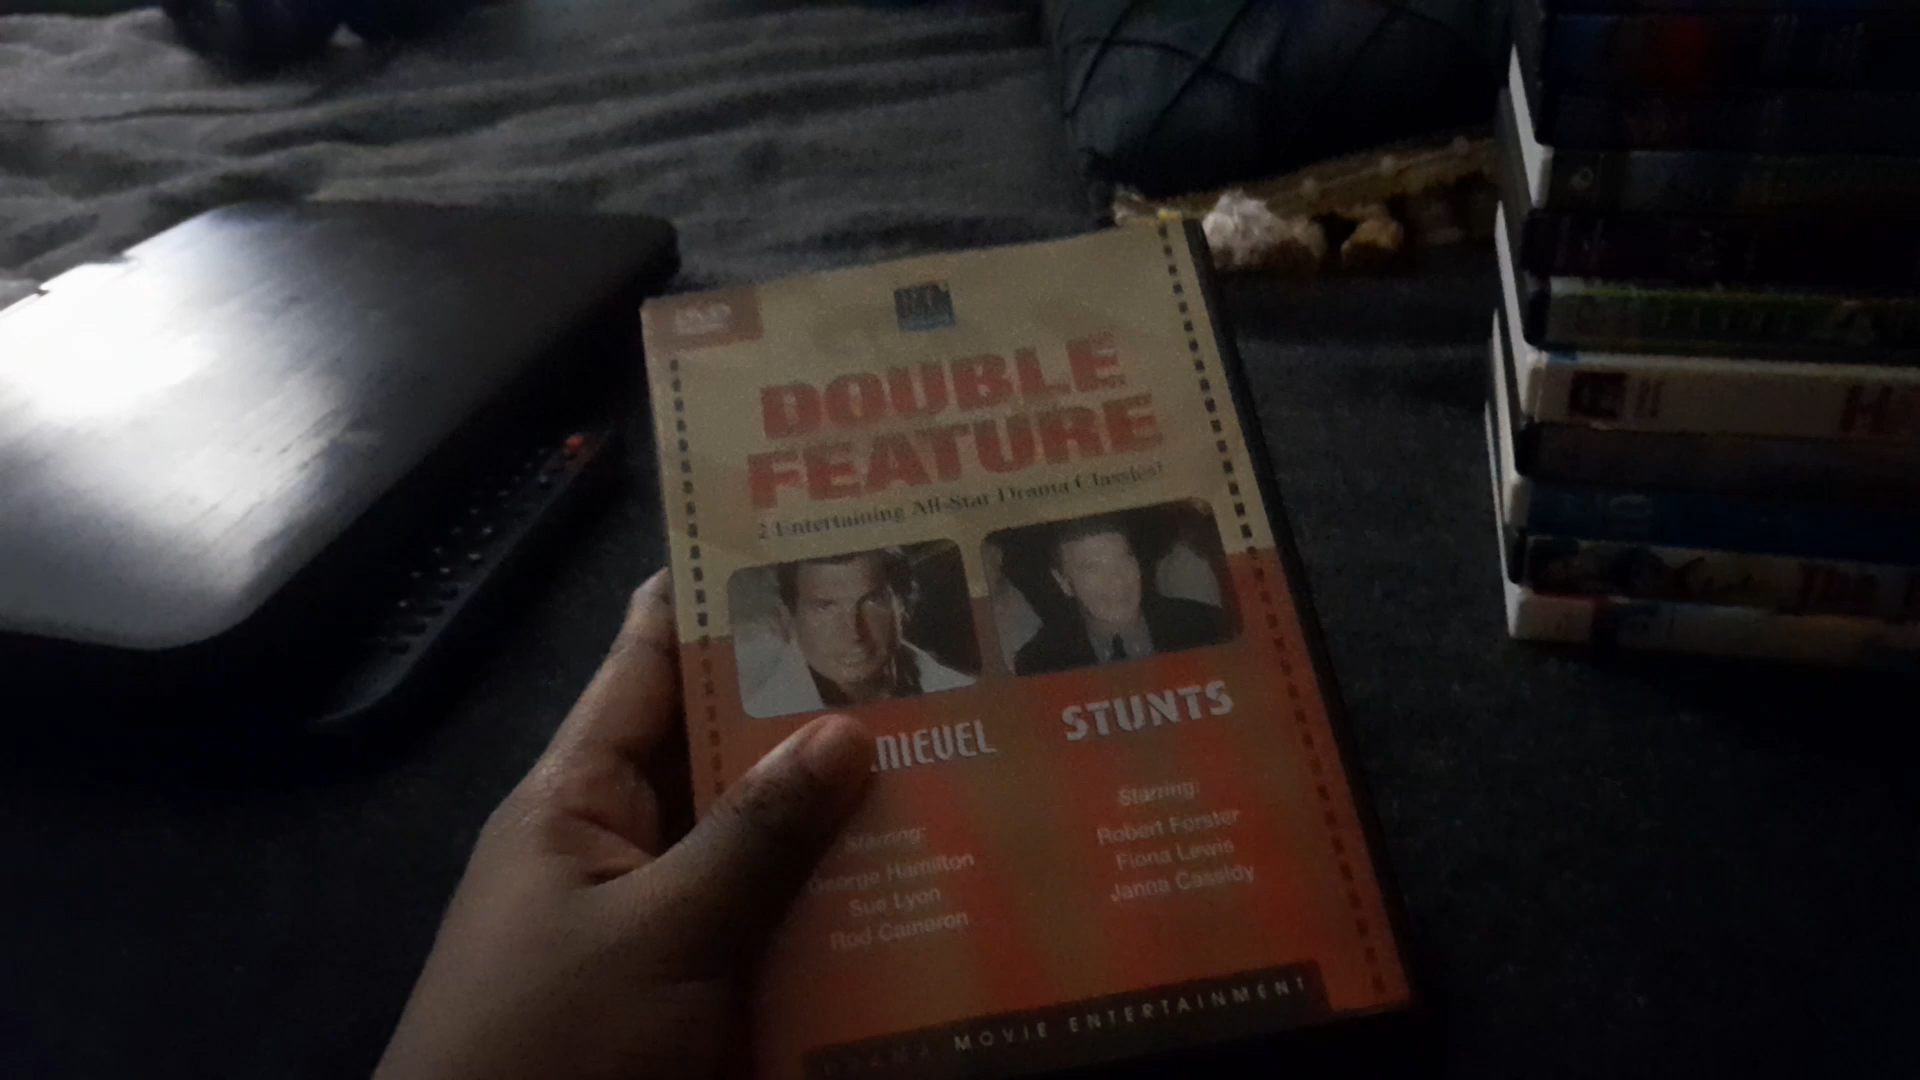 DVD
DOUBLE
FEATURE
2 Entertaining All-Star Drama Classics!
NIEVEL
STUNTS
Starring:
George Hamilton
Sue Lyon
Rod Cameron
Starring:
Robert Forster
Fiona Lewis
Janna Cassidy
DRAMA MOVIE ENTERTAINMENT